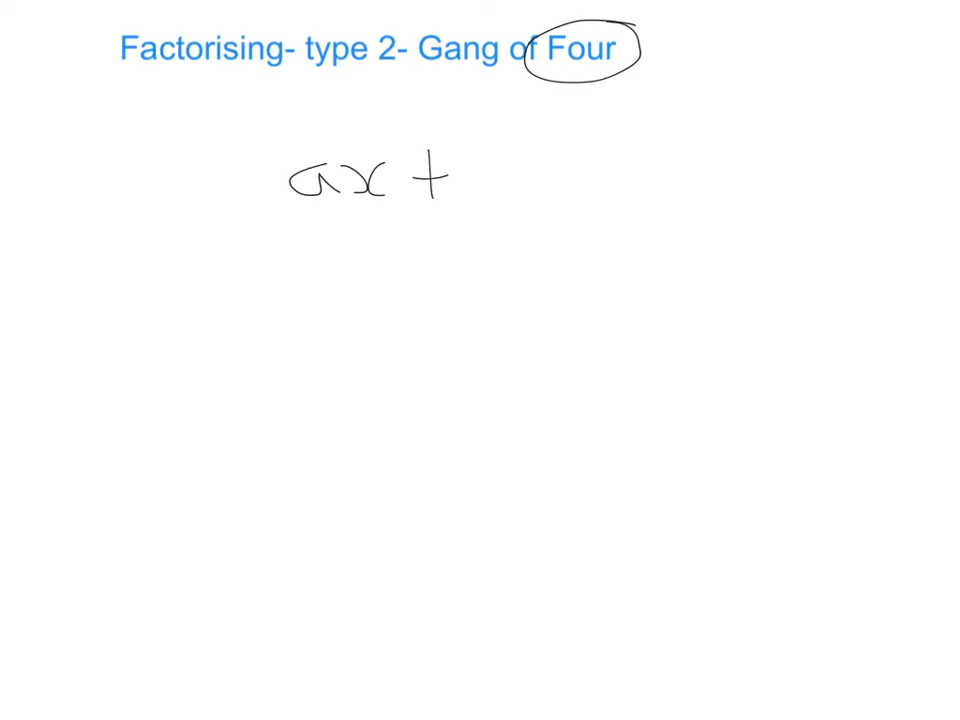 Factorising- type 2- Gang of Four
ax +